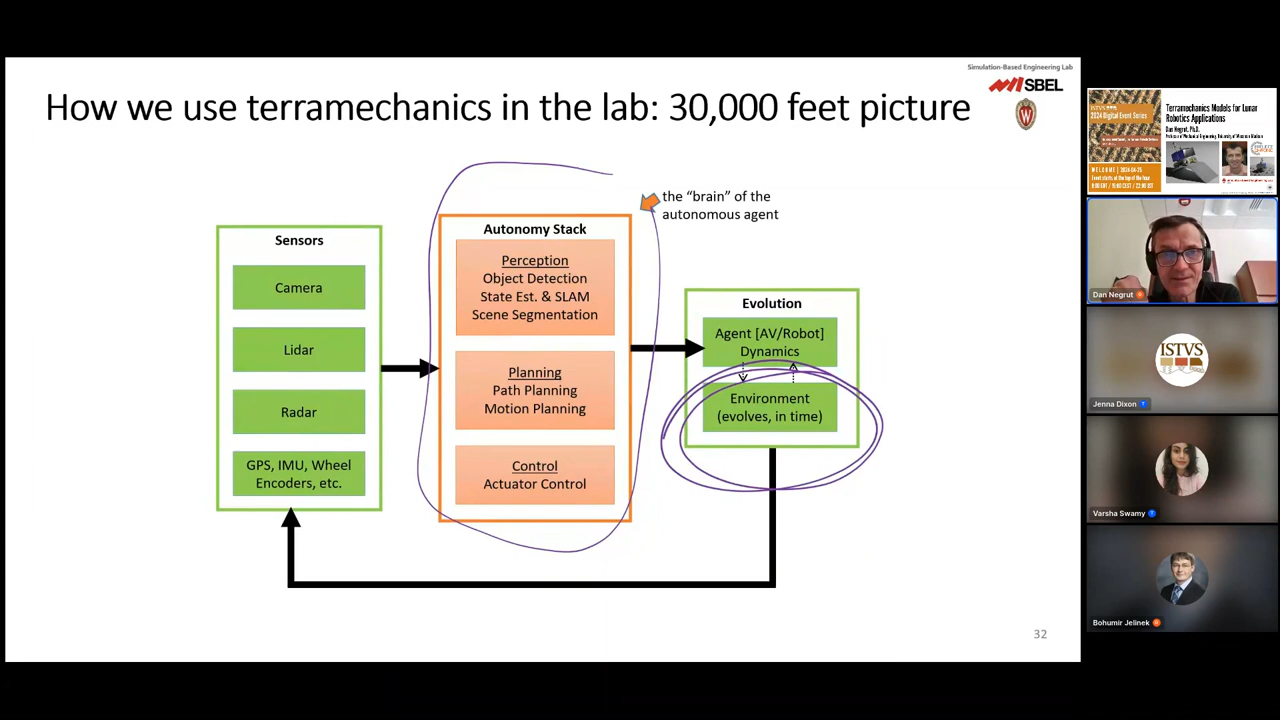 Simulation-Based Engineering Lab
SBEL
W
How we use terramechanics in the lab: 30,000 feet picture
the “brain” of the
autonomous agent
Sensors
Camera
Lidar
Radar
GPS, IMU, Wheel
Encoders, etc.
Autonomy Stack
Perception
Object Detection
State Est. & SLAM
Scene Segmentation
Planning
Path Planning
Motion Planning
Control
Actuator Control
Evolution
Agent [AV/Robot]
Dynamics
Environment
(evolves, in time)
32
2024 Digital Event Series
Terramechanics Models for Lunar
Robotics Applications
Dan Negrut, Ph.D.
Dan Negrut
ISTVS
Jenna Dixon
Varsha Swamy
Bohumir Jelinek